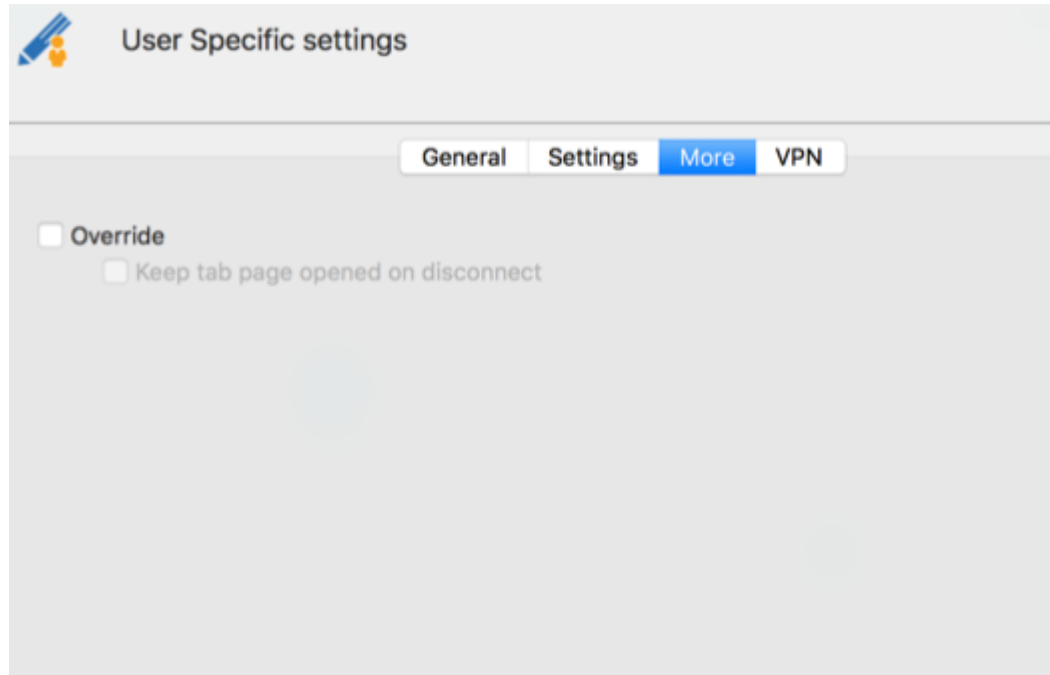 User Specific settings
General Settings More VPN
Override
Keep tab page opened on disconnect